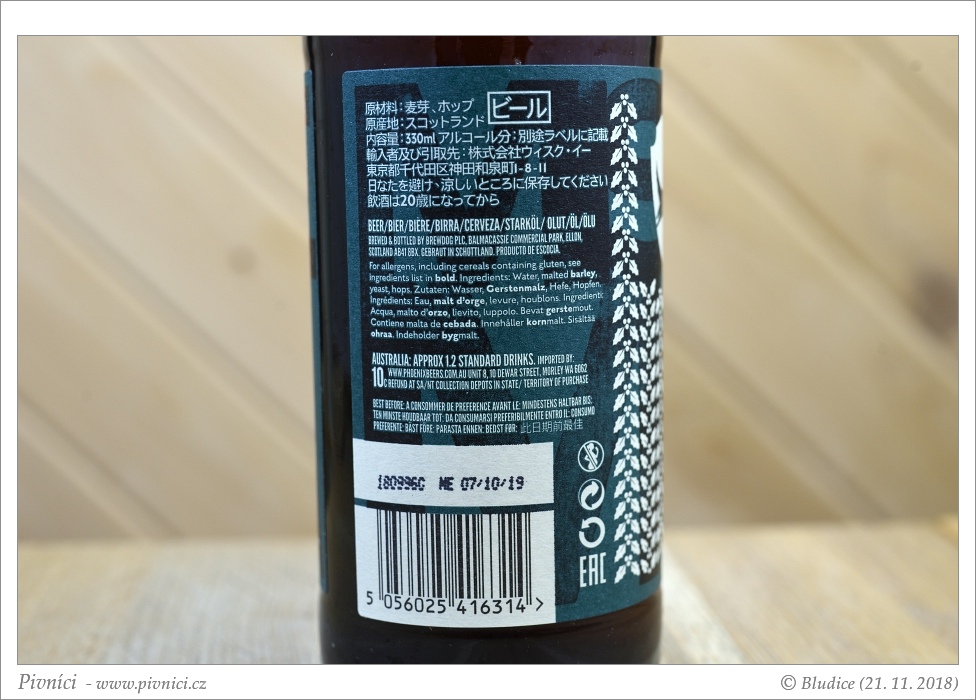 原材料:麦芽、ホップ ビール
原産地:スコットランド
内容量:330ml アルコール分:別途ラベルに記載
輸入者及び引取先:株式会社ウィスク・イー
東京都千代田区神田和泉町1-8-11
日なたを避け、涼しいところに保存してください
飲酒は20歳になってから
BEER/BIER/BIÈRE/BIRRA/CERVEZA/STARKÖL/ OLUT/ÖL/ÕLU
BREWED & BOTTLED BY BREWDOG PLC, BALMACASSIE COMMERCIAL PARK, ELLON,
SCOTLAND AB41 8BX. GEBRAUT IN SCHOTTLAND. PRODUCTO DE ESCOCIA.
For allergens, including cereals containing gluten, see
ingredients list in bold. Ingredients: Water, malted barley,
yeast, hops. Zutaten: Wasser, Gerstenmalz, Hefe, Hopfen.
Ingrédients: Eau, malt d'orge, levure, houblons. Ingredienti:
Acqua, malto d'orzo, lievito, luppolo. Bevat gerstemout.
Contiene malta de cebada. Innehåller kornmalt. Sisältää
ohraa. Indeholder bygmalt.
AUSTRALIA: APPROX 1.2 STANDARD DRINKS. IMPORTED BY:
WWW.PHOENIXBEERS.COM.AU UNIT 8, 10 DEWAR STREET, MORLEY WA 6062
10c REFUND AT SA/NT COLLECTION DEPOTS IN STATE/ TERRITORY OF PURCHASE
BEST BEFORE: A CONSOMMER DE PREFERENCE AVANT LE: MINDESTENS HALTBAR BIS:
TEN MINSTE HOUDBAAR TOT: DA CONSUMARSI PREFERIBILMENTE ENTRO IL: CONSUMO
PREFERENTE: BÄST FÖRE: PARASTA ENNEN: BEDST FØR: 此日期前最佳
180996C ME 07/10/19
5 056025 416314 >
EAC
Pivníci - www.pivnici.cz
© Bludice (21. 11. 2018)